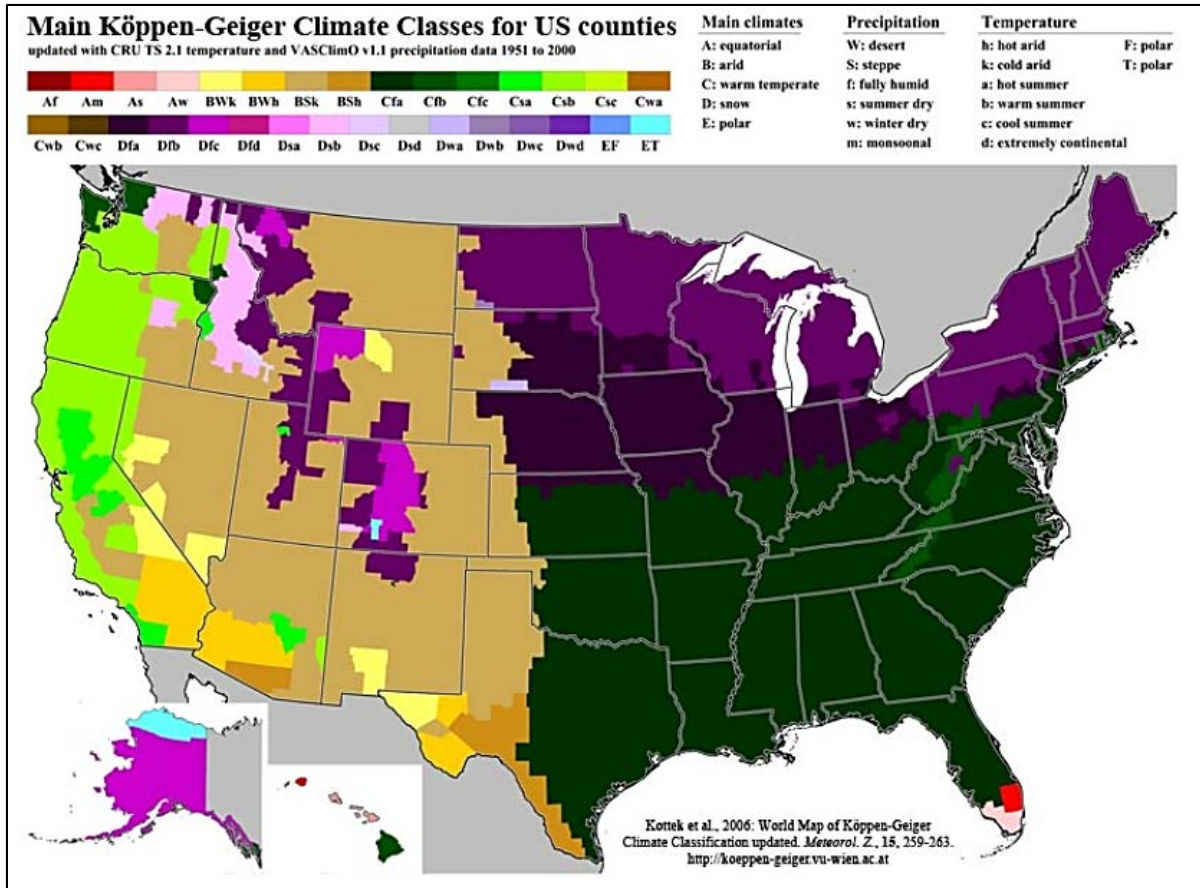 Main Köppen-Geiger Climate Classes for US counties
updated with CRU TS 2.1 temperature and VASClimO v1.1 precipitation data 1951 to 2000
Af Am As Aw BWk BWh BSk BSh Cfa Cfb Cfc Csa Csb Csc Cwa
Cwb Cwc Dfa Dfb Dfc Dfd Dsa Dsb Dsc Dsd Dwa Dwb Dwc Dwd EF ET
Main climates
A: equatorial
B: arid
C: warm temperate
D: snow
E: polar
Precipitation
W: desert
S: steppe
f: fully humid
s: summer dry
w: winter dry
m: monsoonal
Temperature
h: hot arid
k: cold arid
a: hot summer
b: warm summer
c: cool summer
d: extremely continental
F: polar
T: polar
Kottek et al., 2006: World Map of Köppen-Geiger
Climate Classification updated. Meteorol. Z., 15, 259-263.
http://koeppen-geiger.vu-wien.ac.at